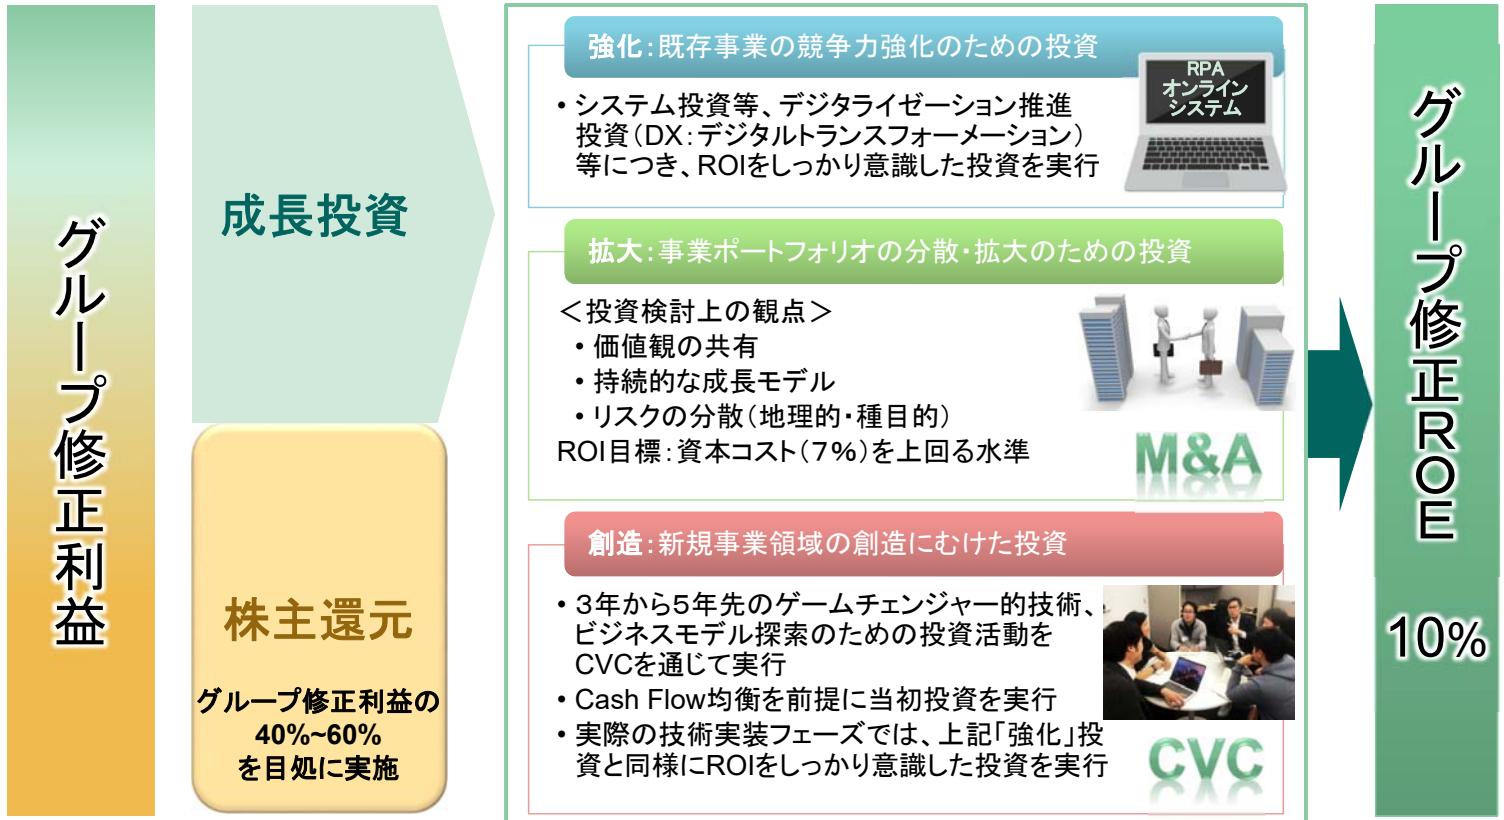 グループ修正利益
成長投資
株主還元
グループ修正利益の
40%~60%
を目処に実施
強化：既存事業の競争力強化のための投資
・システム投資等、デジタライゼーション推進
投資（DX：デジタルトランスフォーメーション）
等につき、ROIをしっかり意識した投資を実行
RPA
オンライン
システム
拡大：事業ポートフォリオの分散・拡大のための投資
＜投資検討上の観点＞
・価値観の共有
・持続的な成長モデル
・リスクの分散（地理的・種目的）
ROI目標：資本コスト（７％）を上回る水準
M&A
創造：新規事業領域の創造にむけた投資
・３年から５年先のゲームチェンジャー的技術、
ビジネスモデル探索のための投資活動を
CVCを通じて実行
・Cash Flow均衡を前提に当初投資を実行
・実際の技術実装フェーズでは、上記「強化」投
資と同様にROIをしっかり意識した投資を実行
CVC
グループ修正ＲＯＥ
10%